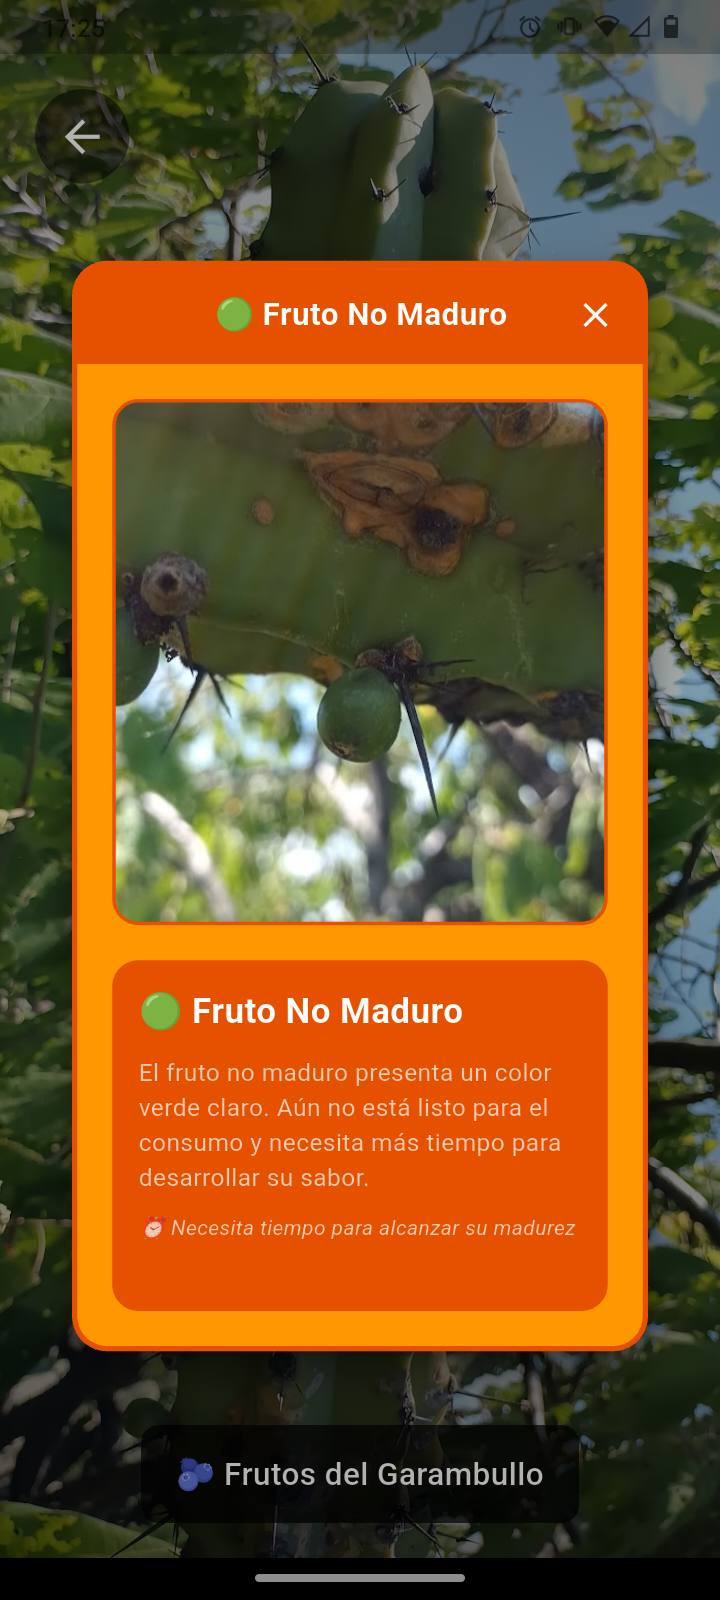 17:25
Fruto No Maduro
Fruto No Maduro
El fruto no maduro presenta un color
verde claro. Aún no está listo para el
consumo y necesita más tiempo para
desarrollar su sabor.
Necesita tiempo para alcanzar su madurez
Frutos del Garambullo